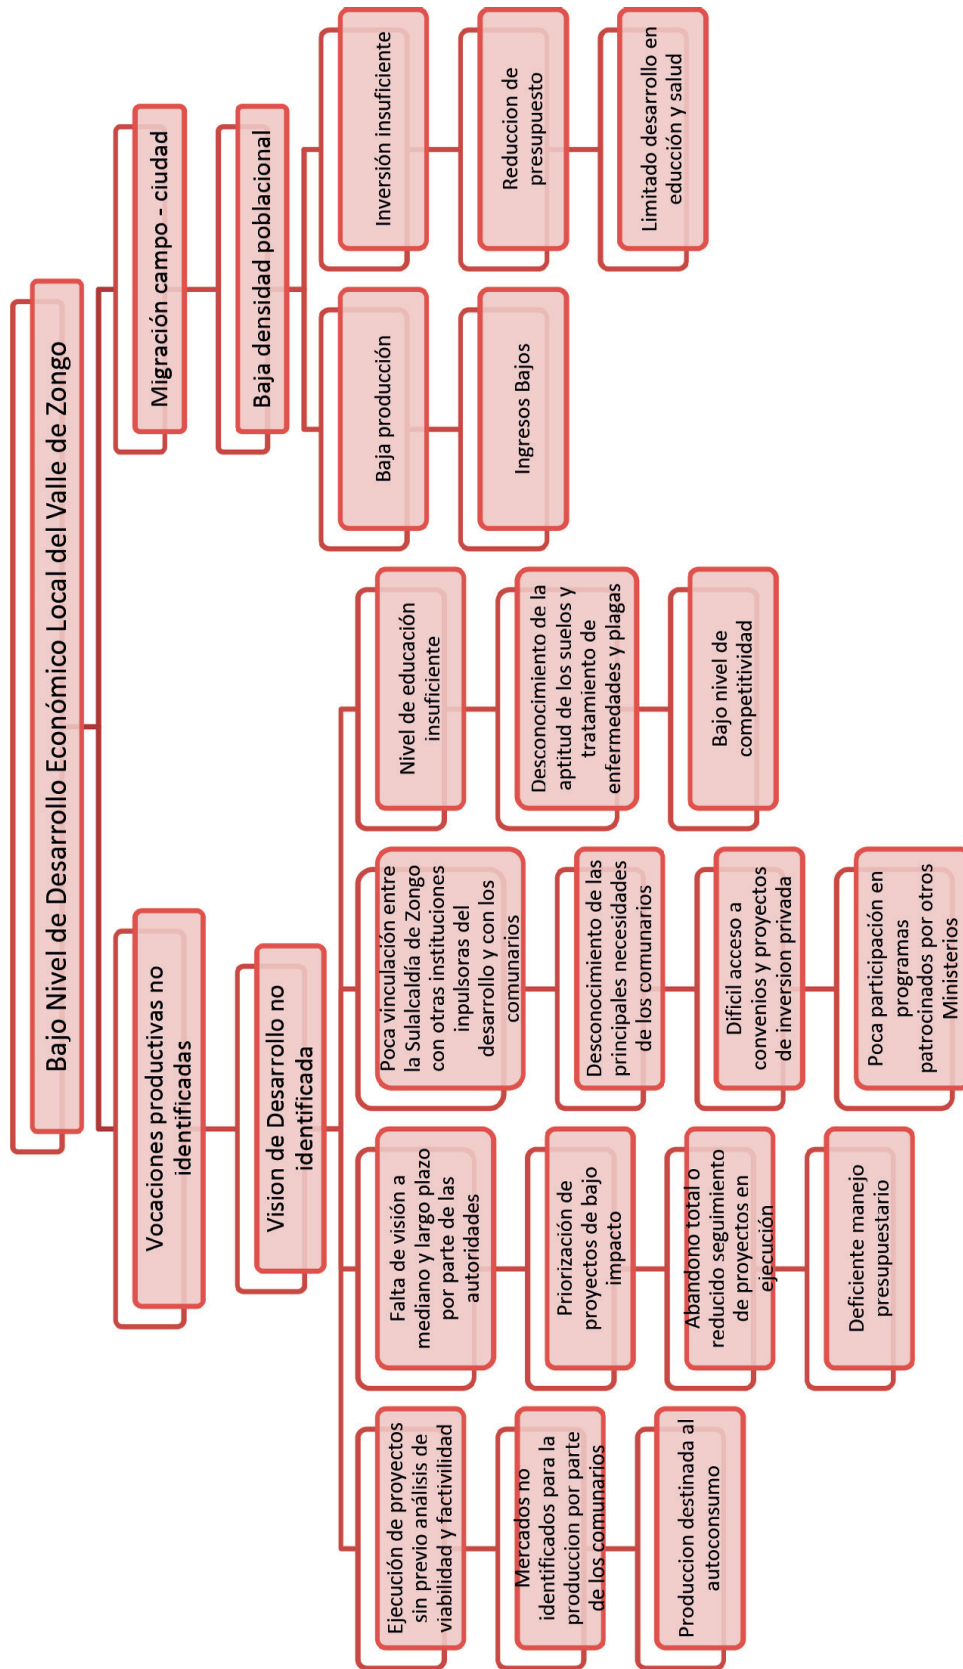 Bajo Nivel de Desarrollo Económico Local del Valle de Zongo
Vocaciones productivas no
identificadas
Vision de Desarrollo no
identificada
Ejecución de proyectos
sin previo análisis de
viabilidad y factivilidad
Mercados no
identificados para la
produccion por parte
de los comunarios
Produccion destinada al
autoconsumo
Falta de visión a
mediano y largo plazo
por parte de las
autoridades
Priorización de
proyectos de bajo
impacto
Abandono total o
reducido seguimiento
de proyectos en
ejecución
Deficiente manejo
presupuestario
Poca vinculación entre
la Sulalcaldía de Zongo
con otras instituciones
inpulsoras del
desarrollo y con los
comunarios
Desconocimiento de las
principales necesidades
de los comunarios
Dificil acceso a
convenios y proyectos
de inversion privada
Poca participación en
programas
patrocinados por otros
Ministerios
Nivel de educación
insuficiente
Desconocimiento de la
aptitud de los suelos y
tratamiento de
enfermedades y plagas
Bajo nivel de
competitividad
Migración campo - ciudad
Baja densidad poblacional
Baja producción
Ingresos Bajos
Inversión insuficiente
Reduccion de
presupuesto
Limitado desarrollo en
educción y salud